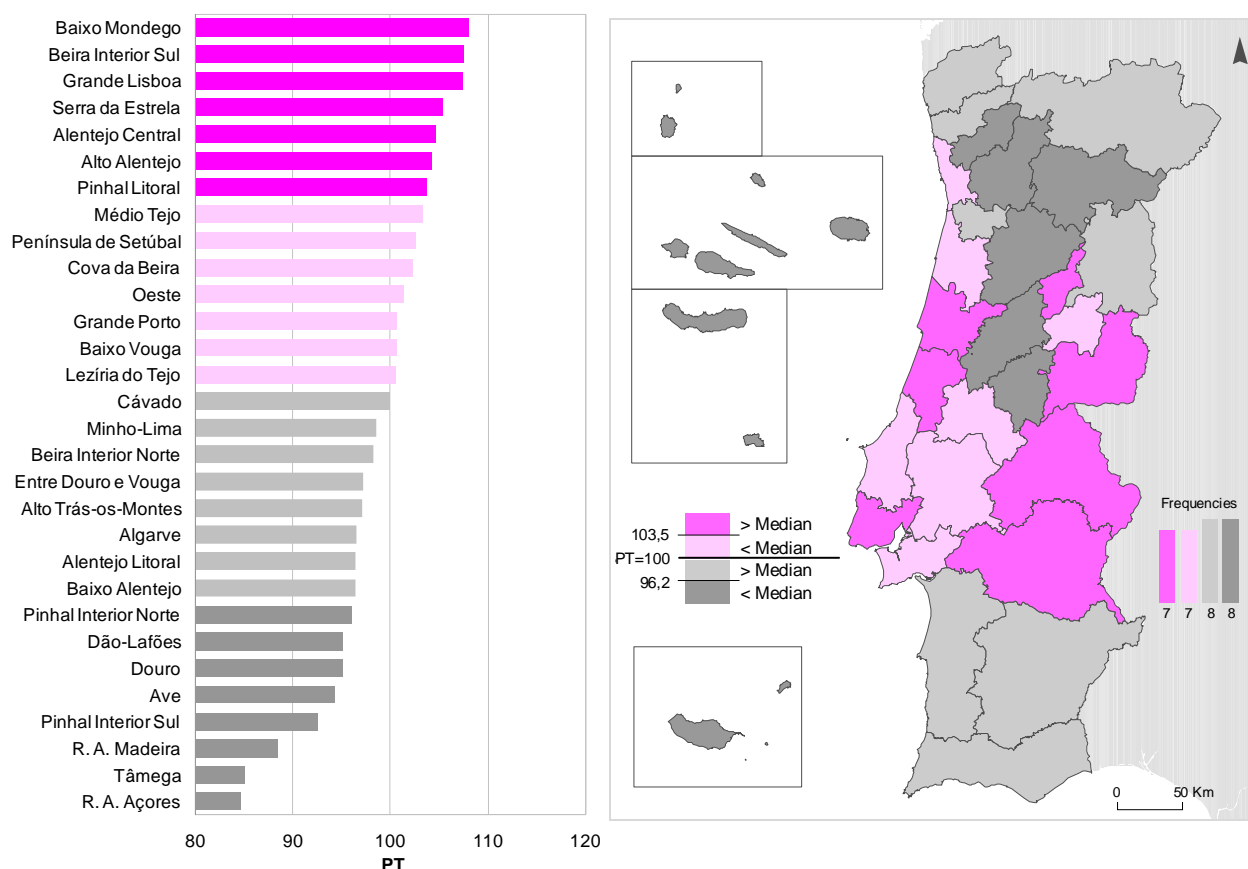 Baixo Mondego
Beira Interior Sul
Grande Lisboa
Serra da Estrela
Alentejo Central
Alto Alentejo
Pinhal Litoral
Médio Tejo
Península de Setúbal
Cova da Beira
Oeste
Grande Porto
Baixo Vouga
Lezíria do Tejo
Cávado
Minho-Lima
Beira Interior Norte
Entre Douro e Vouga
Alto Trás-os-Montes
Algarve
Alentejo Litoral
Baixo Alentejo
Pinhal Interior Norte
Dão-Lafões
Douro
Ave
Pinhal Interior Sul
R. A. Madeira
Tâmega
R. A. Açores
80 90 100 110 120
PT
103,5
PT=100
96,2
> Median
< Median
> Median
< Median
Frequencies
7 7 8 8
0 50 Km